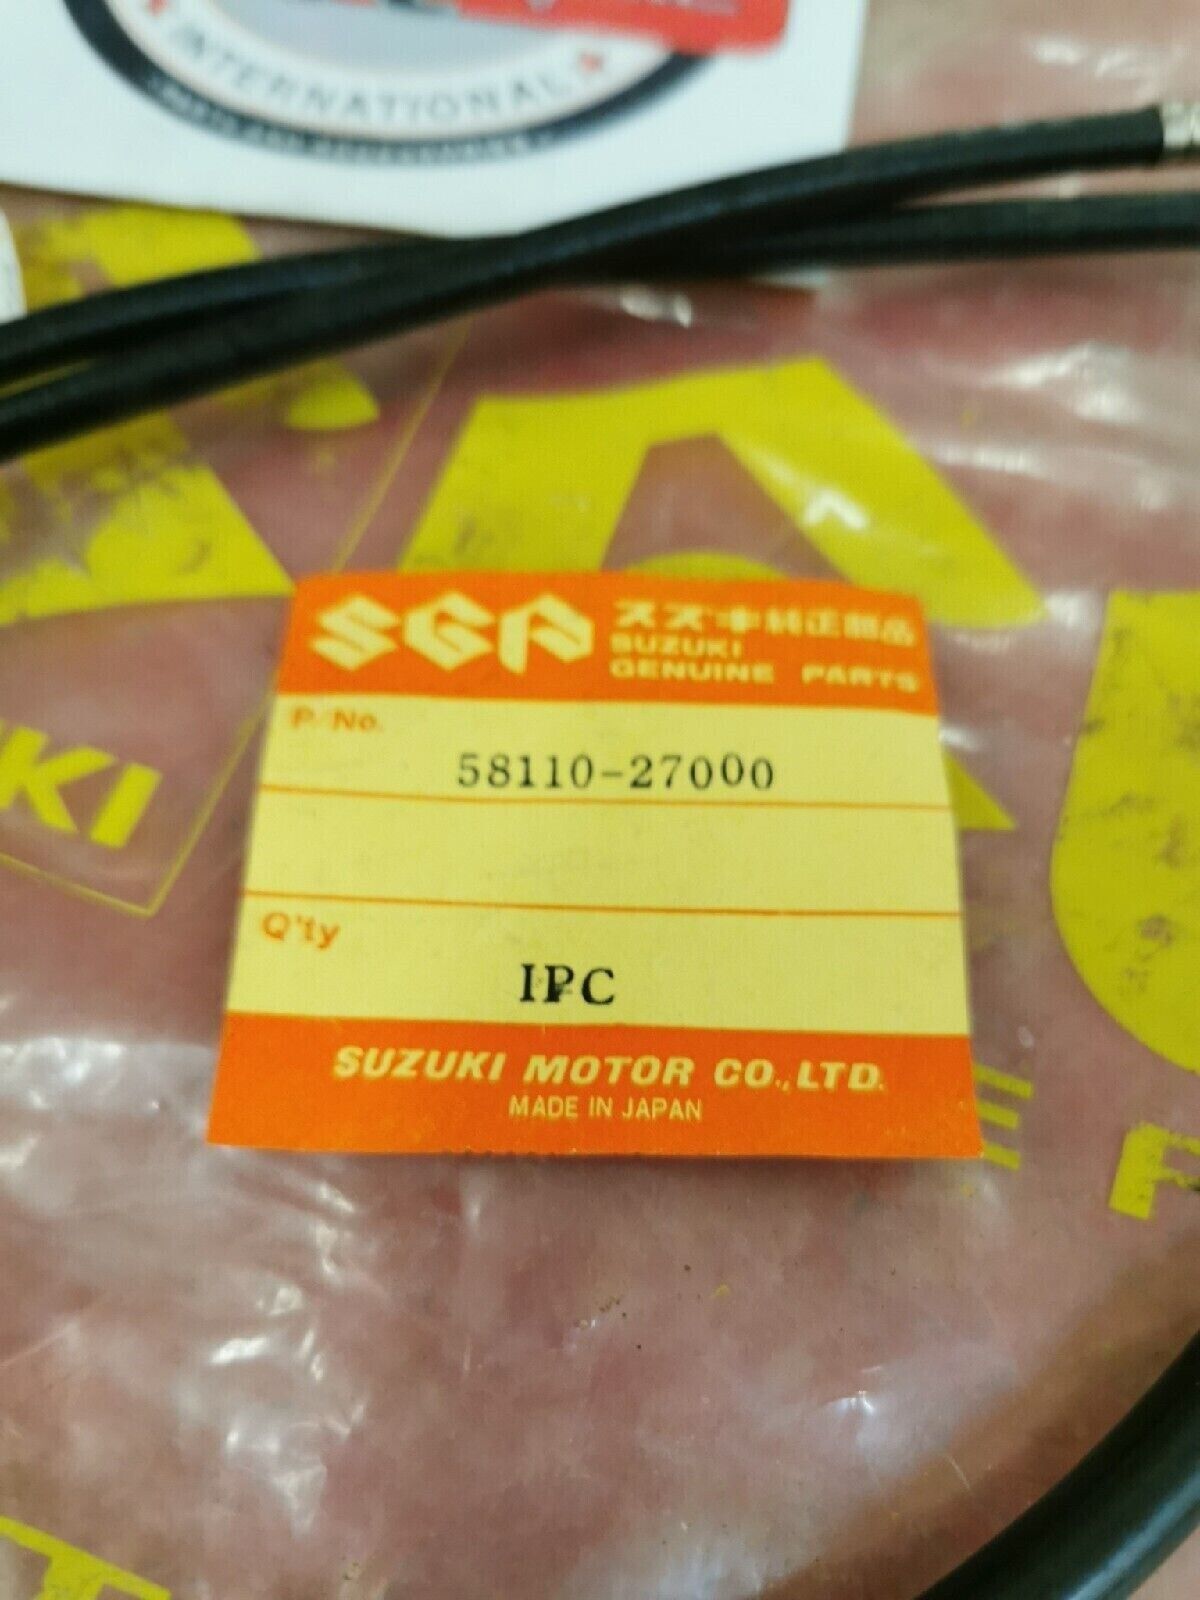 INTERNATIONAL
SGP スズキ純正部品
SUZUKI
GENUINE PARTS
P/No.
58110-27000
Q'ty
1PC
SUZUKI MOTOR CO.,LTD.
MADE IN JAPAN